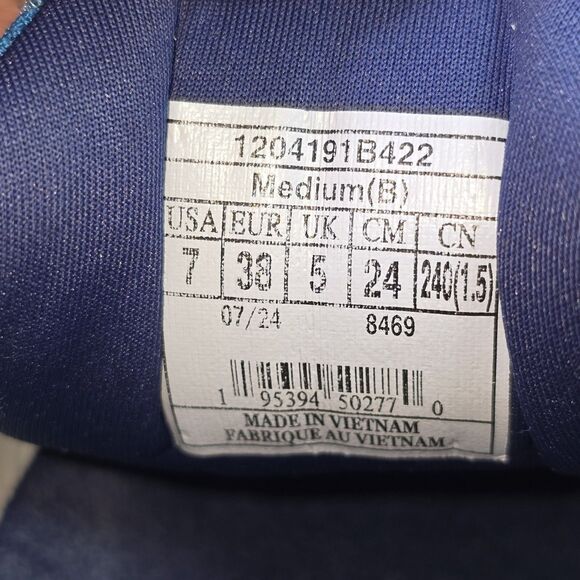 1204191B422
Medium(B)
USA EUR UK CM CN
7 38 5 24 240(1.5)
07/24 8469
1 95394 50277 0
MADE IN VIETNAM
FABRIQUE AU VIETNAM